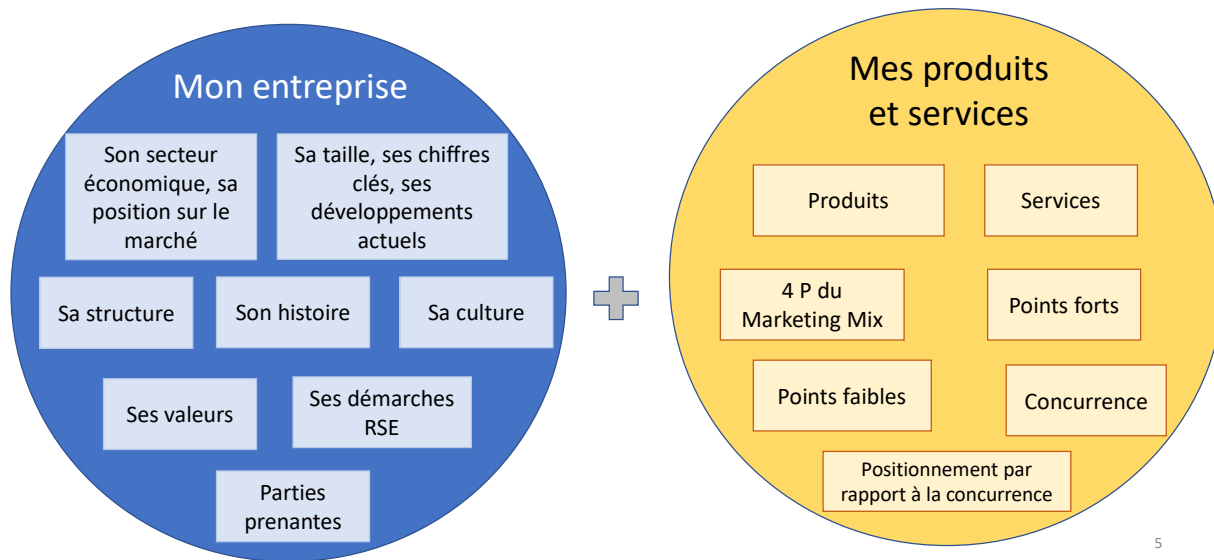 Mon entreprise
Son secteur
économique, sa
position sur le
marché
Sa taille, ses chiffres
clés, ses
développements
actuels
Sa structure
Son histoire
Sa culture
Ses valeurs
Ses démarches
RSE
Parties
prenantes
Mes produits
et services
Produits
Services
4 P du
Marketing Mix
Points forts
Points faibles
Concurrence
Positionnement par
rapport à la concurrence
5